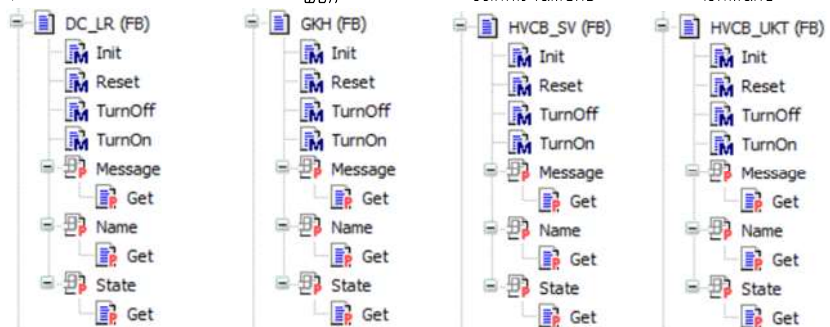 DC_LR (FB)
Init
Reset
TurnOff
TurnOn
Message
Get
Name
Get
State
Get
GKH (FB)
Init
Reset
TurnOff
TurnOn
Message
Get
Name
Get
State
Get
HVCB_SV (FB)
Init
Reset
TurnOff
TurnOn
Message
Get
Name
Get
State
Get
HVCB_UKT (FB)
Init
Reset
TurnOff
TurnOn
Message
Get
Name
Get
State
Get